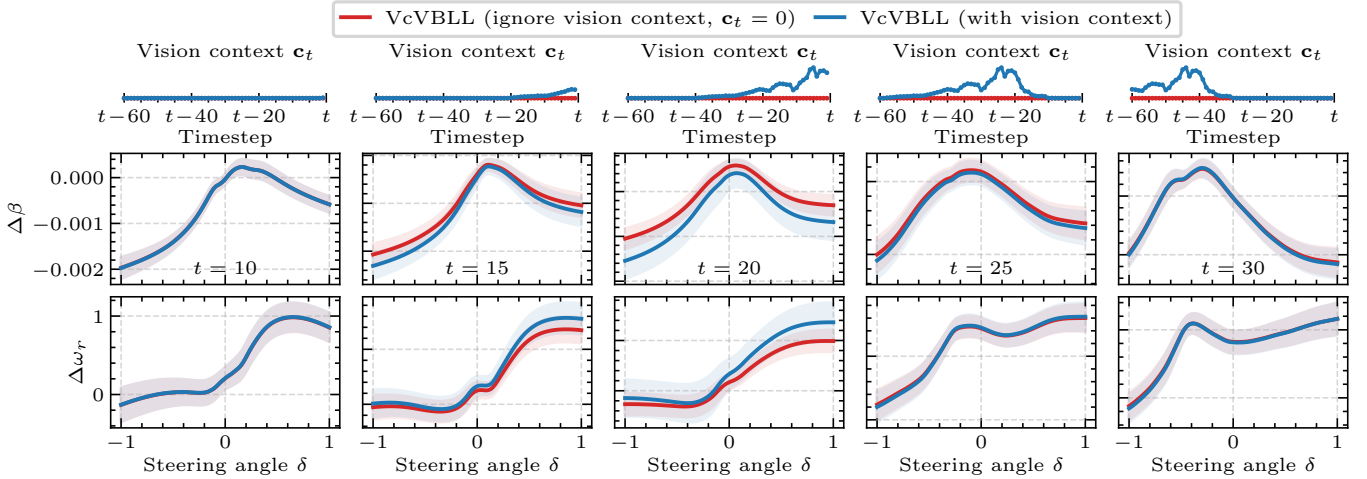 VcVBLL (ignore vision context, c_t = 0) VcVBLL (with vision context)
Vision context c_t Vision context c_t Vision context c_t Vision context c_t Vision context c_t
t−60 −40 −20 t t−60 −40 −20 t t−60 −40 −20 t t−60 −40 −20 t t−60 −40 −20 t
Timestep Timestep Timestep Timestep Timestep
Δβ
0.000
−0.001
−0.002
t = 10 t = 15 t = 20 t = 25 t = 30
Δω_r
1
0
−1 0 1 −1 0 1 −1 0 1 −1 0 1 −1 0 1
Steering angle δ Steering angle δ Steering angle δ Steering angle δ Steering angle δ